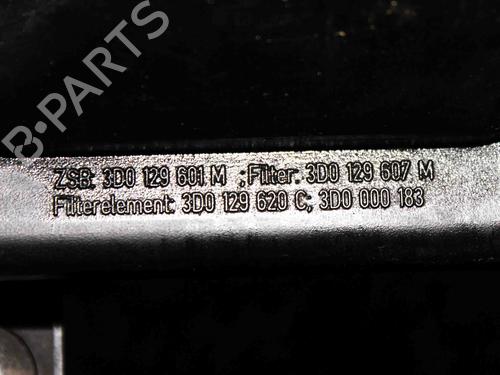 B-PARTS
ZSB: 3D0 129 601 M ; Filter: 3D0 129 607 M
Filterelement: 3D0 129 620 C; 3D0 000 183